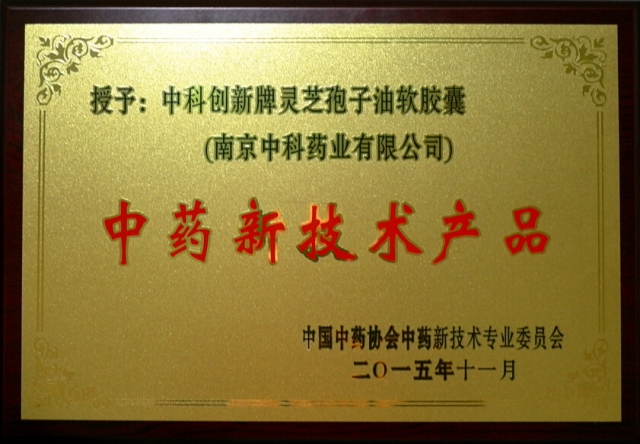 授予：中科创新牌灵芝孢子油软胶囊
(南京中科药业有限公司)
中药新技术产品
中国中药协会中药新技术专业委员会
二〇一五年十一月